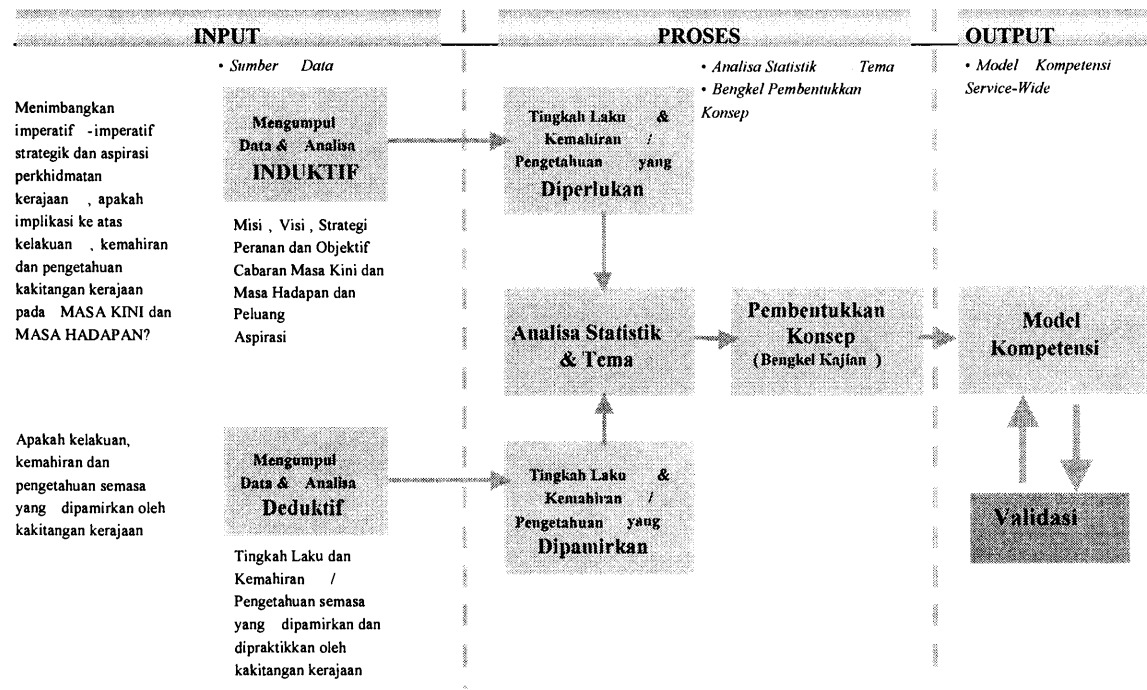 INPUT
PROSES
OUTPUT
• Sumber Data
• Analisa Statistik Tema
• Bengkel Pembentukkan
Konsep
• Model Kompetensi
Service-Wide
Menimbangkan
imperatif -imperatif
strategik dan aspirasi
perkhidmatan
kerajaan , apakah
implikasi ke atas
kelakuan , kemahiran
dan pengetahuan
kakitangan kerajaan
pada MASA KINI dan
MASA HADAPAN?
Mengumpul
Data & Analisa
INDUKTIF
Misi , Visi , Strategi
Peranan dan Objektif
Cabaran Masa Kini dan
Masa Hadapan dan
Peluang
Aspirasi
Tingkah Laku &
Kemahiran /
Pengetahuan yang
Diperlukan
Analisa Statistik
& Tema
Pembentukkan
Konsep
( Bengkel Kajian )
Model
Kompetensi
Validasi
Apakah kelakuan,
kemahiran dan
pengetahuan semasa
yang dipamirkan oleh
kakitangan kerajaan
Mengumpul
Data & Analisa
Deduktif
Tingkah Laku dan
Kemahiran /
Pengetahuan semasa
yang dipamirkan dan
dipraktikkan oleh
kakitangan kerajaan
Tingkah Laku &
Kemahiran /
Pengetahuan yang
Dipamirkan